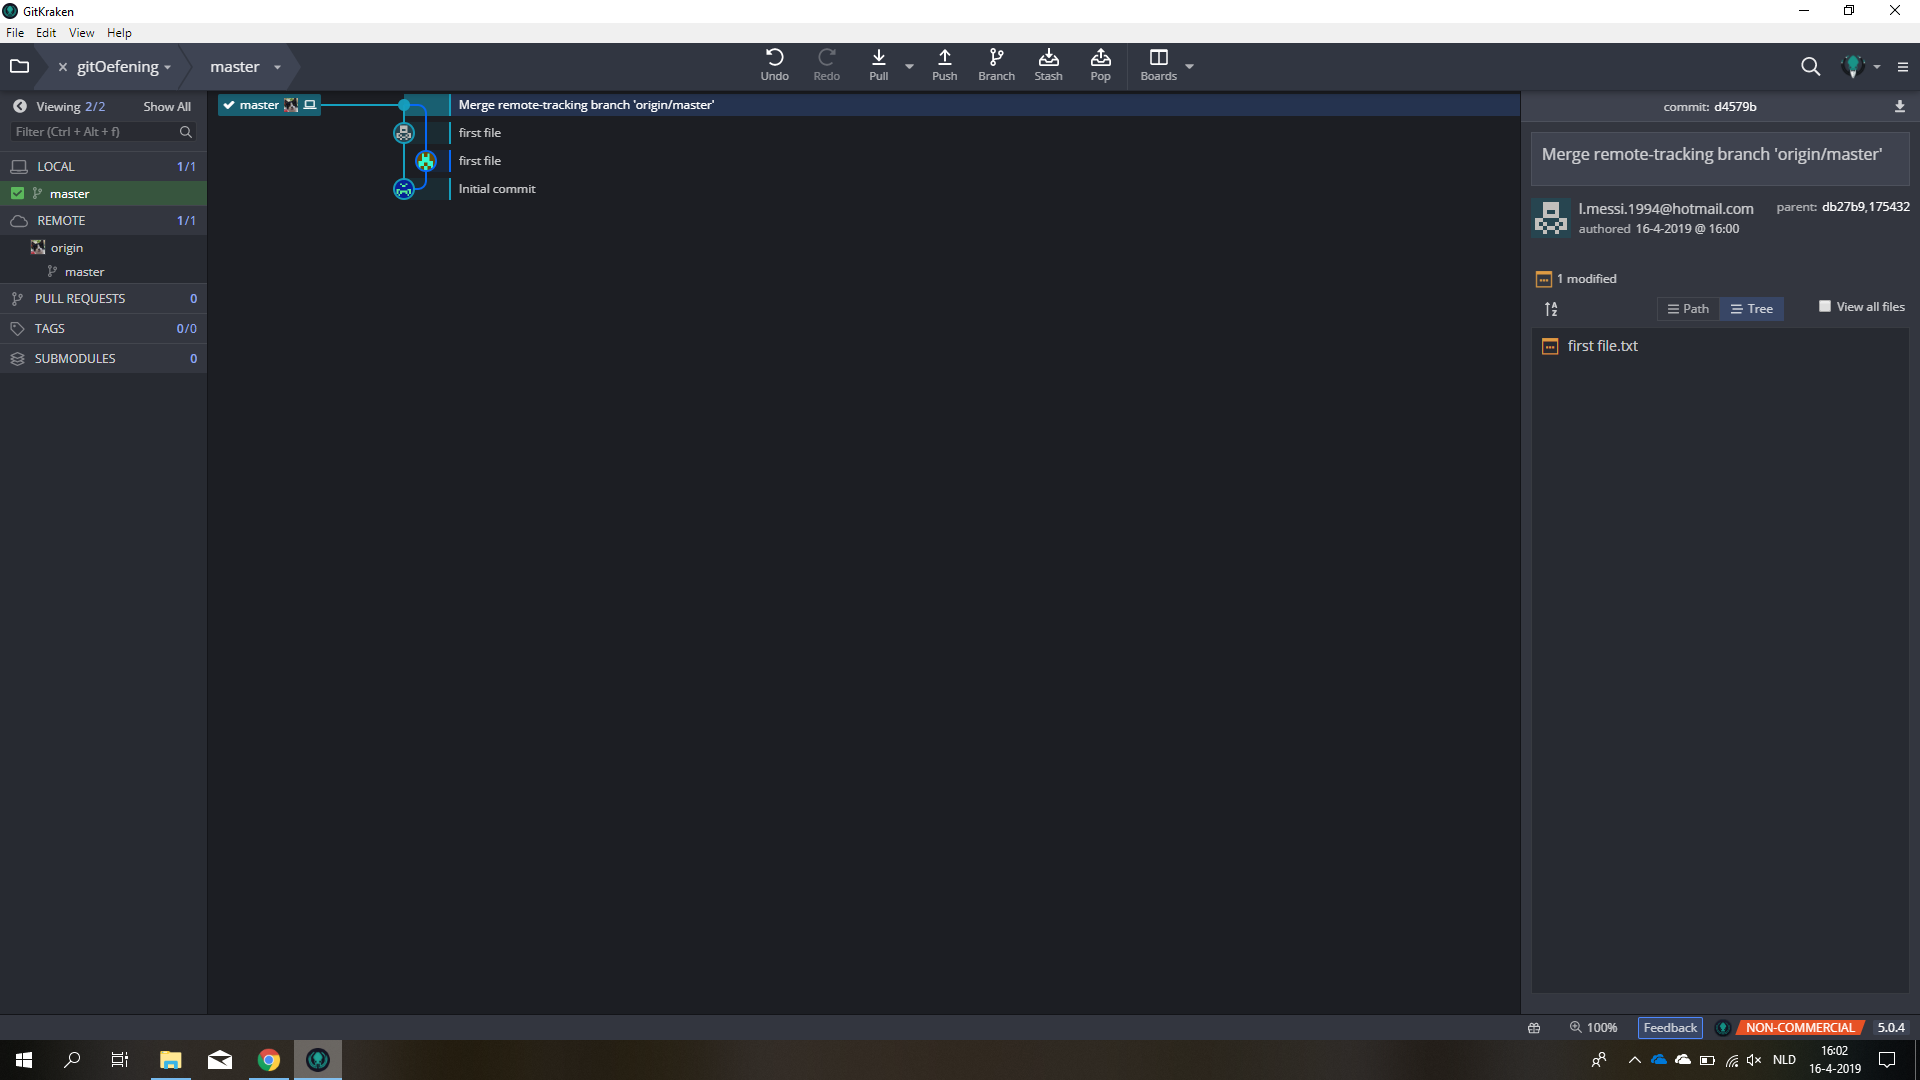 GitKraken
File Edit View Help
gitOefening master
Undo Redo Pull Push Branch Stash Pop Boards
Viewing 2/2 Show All
Filter (Ctrl + Alt + f)
LOCAL 1/1
master
REMOTE 1/1
origin
master
PULL REQUESTS 0
TAGS 0/0
SUBMODULES 0
master Merge remote-tracking branch 'origin/master'
first file
first file
Initial commit
commit: d4579b
Merge remote-tracking branch 'origin/master'
l.messi.1994@hotmail.com parent: db27b9,175432
authored 16-4-2019 @ 16:00
1 modified
Path Tree View all files
first file.txt
100% Feedback NON-COMMERCIAL 5.0.4
NLD 16:02
16-4-2019